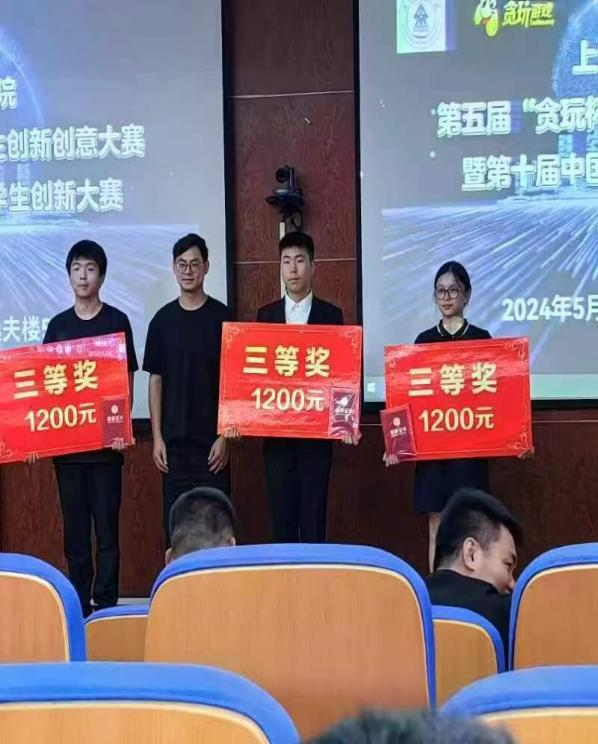 院
生创新创意大赛
学生创新大赛
夫楼
贪玩游戏
上
第五届“贪玩杯
暨第十届中国
2024年5月
三等奖
1200元
三等奖
1200元
三等奖
1200元